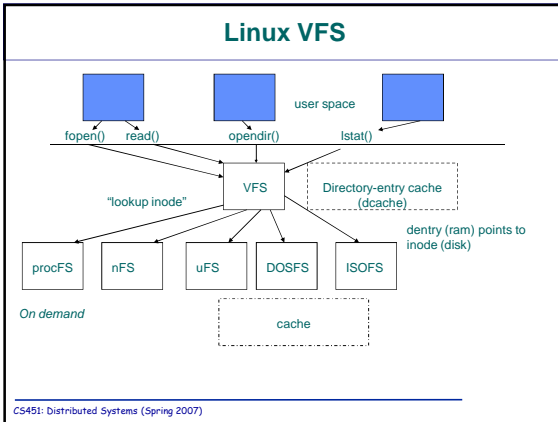 Linux VFS
user space
fopen() read() opendir() lstat()
VFS
Directory-entry cache
(dcache)
“lookup inode”
dentry (ram) points to
inode (disk)
procFS nFS uFS DOSFS ISOFS
On demand
cache
CS451: Distributed Systems (Spring 2007)